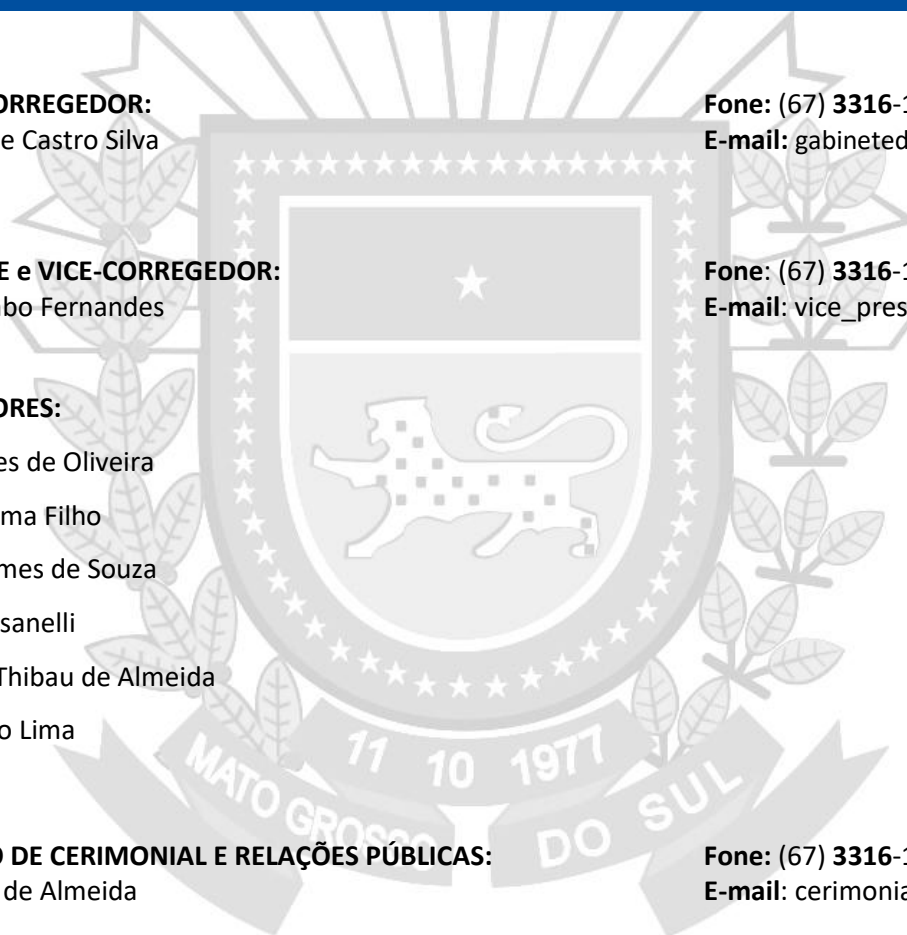 ORREGEDOR:
e Castro Silva
Fone: (67) 3316-1
E-mail: gabineted
E e VICE-CORREGEDOR:
bo Fernandes
Fone: (67) 3316-1
E-mail: vice_pres
ORES:
es de Oliveira
ma Filho
mes de Souza
sanelli
Thibau de Almeida
o Lima
11 10 1977
MATO GROSSO DO SUL
O DE CERIMONIAL E RELAÇÕES PÚBLICAS:
de Almeida
Fone: (67) 3316-1
E-mail: cerimonia